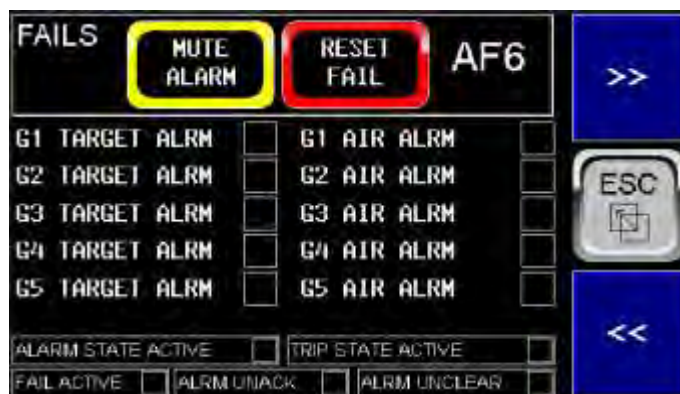 FAILS
MUTE ALARM
RESET FAIL
AF6
>>
G1 TARGET ALRM
G1 AIR ALRM
G2 TARGET ALRM
G2 AIR ALRM
G3 TARGET ALRM
G3 AIR ALRM
G4 TARGET ALRM
G4 AIR ALRM
G5 TARGET ALRM
G5 AIR ALRM
ESC
<<
ALARM STATE ACTIVE
TRIP STATE ACTIVE
FAIL ACTIVE
ALRM UNACK
ALRM UNCLEAR